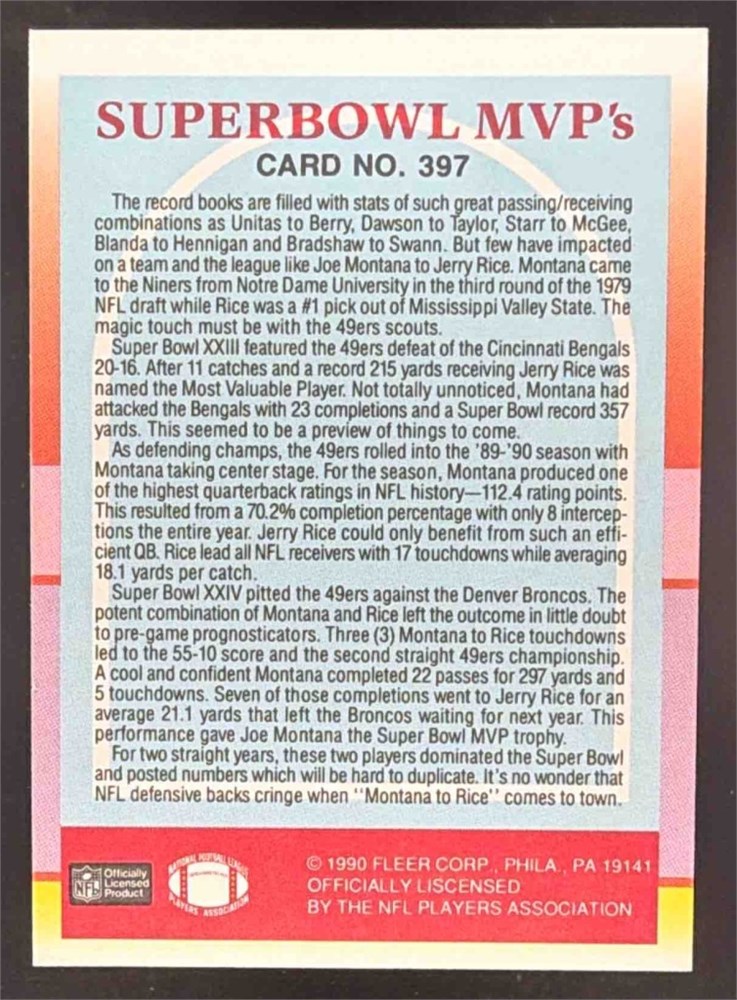 SUPERBOWL MVP's
CARD NO. 397
The record books are filled with stats of such great passing/receiving
combinations as Unitas to Berry, Dawson to Taylor, Starr to McGee,
Blanda to Hennigan and Bradshaw to Swann. But few have impacted
on a team and the league like Joe Montana to Jerry Rice. Montana came
to the Niners from Notre Dame University in the third round of the 1979
NFL draft while Rice was a #1 pick out of Mississippi Valley State. The
magic touch must be with the 49ers scouts.
Super Bowl XXIII featured the 49ers defeat of the Cincinnati Bengals
20-16. After 11 catches and a record 215 yards receiving Jerry Rice was
named the Most Valuable Player. Not totally unnoticed, Montana had
attacked the Bengals with 23 completions and a Super Bowl record 357
yards. This seemed to be a preview of things to come.
As defending champs, the 49ers rolled into the '89-'90 season with
Montana taking center stage. For the season, Montana produced one
of the highest quarterback ratings in NFL history—112.4 rating points.
This resulted from a 70.2% completion percentage with only 8 intercep-
tions the entire year. Jerry Rice could only benefit from such an effi-
cient QB. Rice lead all NFL receivers with 17 touchdowns while averaging
18.1 yards per catch.
Super Bowl XXIV pitted the 49ers against the Denver Broncos. The
potent combination of Montana and Rice left the outcome in little doubt
to pre-game prognosticators. Three (3) Montana to Rice touchdowns
led to the 55-10 score and the second straight 49ers championship.
A cool and confident Montana completed 22 passes for 297 yards and
5 touchdowns. Seven of those completions went to Jerry Rice for an
average 21.1 yards that left the Broncos waiting for next year. This
performance gave Joe Montana the Super Bowl MVP trophy.
For two straight years, these two players dominated the Super Bowl
and posted numbers which will be hard to duplicate. It's no wonder that
NFL defensive backs cringe when "Montana to Rice" comes to town.
NFL
Officially
Licensed
Product
NATIONAL FOOTBALL LEAGUE
PLAYERS ASSOCIATION
© 1990 FLEER CORP., PHILA., PA 19141
OFFICIALLY LISCENSED
BY THE NFL PLAYERS ASSOCIATION